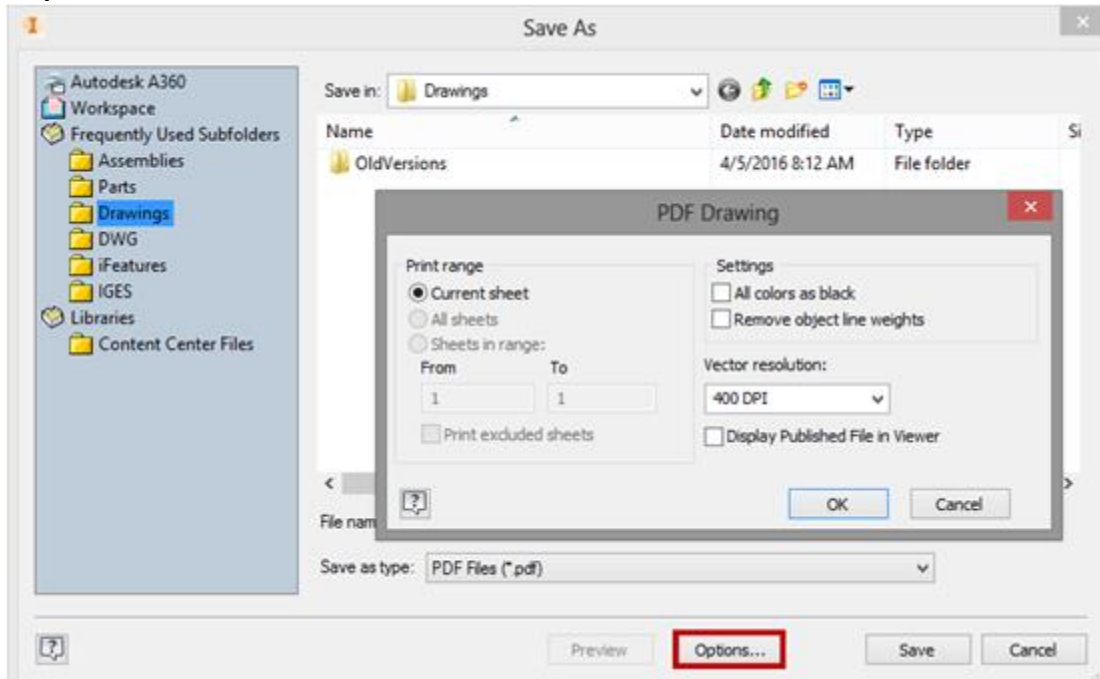 Save As
Autodesk A360
Workspace
Frequently Used Subfolders
Assemblies
Parts
Drawings
DWG
iFeatures
IGES
Libraries
Content Center Files
Save in: Drawings
Name Date modified Type Si
OldVersions 4/5/2016 8:12 AM File folder
PDF Drawing
Print range
Current sheet
All sheets
Sheets in range:
From To
1 1
Print excluded sheets
Settings
All colors as black
Remove object line weights
Vector resolution:
400 DPI
Display Published File in Viewer
OK Cancel
File nam
Save as type: PDF Files (*.pdf)
Preview Options... Save Cancel